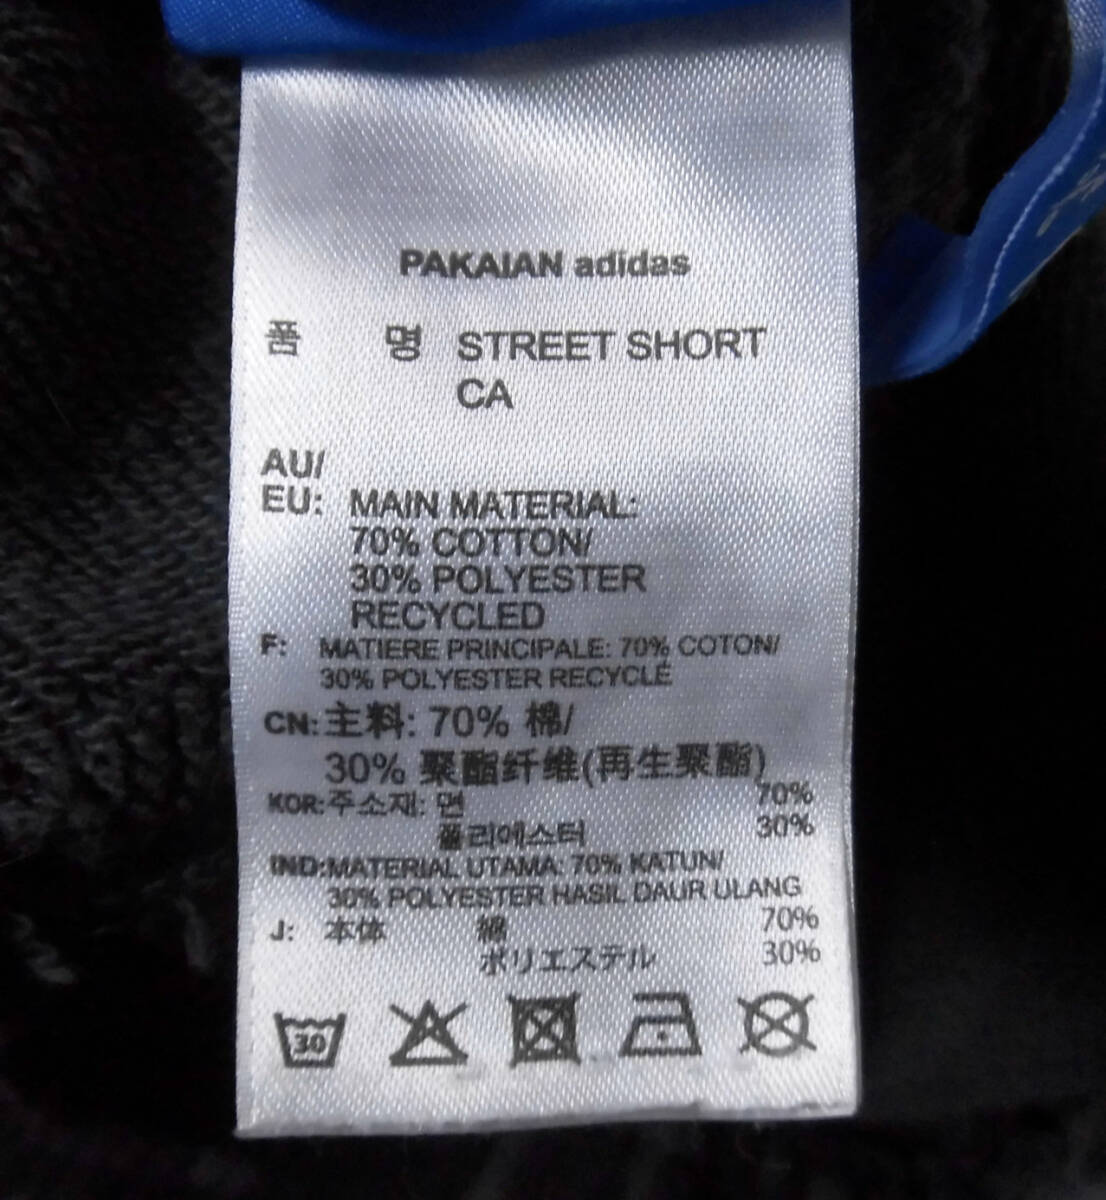 PAKAIAN adidas
품 명 STREET SHORT
CA
AU/
EU: MAIN MATERIAL:
70% COTTON/
30% POLYESTER
RECYCLED
F: MATIERE PRINCIPALE: 70% COTON/
30% POLYESTER RECYCLÉ
CN: 主料: 70% 棉/
30% 聚酯纤维(再生聚酯)
KOR: 주소재: 면 70%
폴리에스터 30%
IND: MATERIAL UTAMA: 70% KATUN/
30% POLYESTER HASIL DAUR ULANG
J: 本体 綿 70%
ポリエステル 30%
30